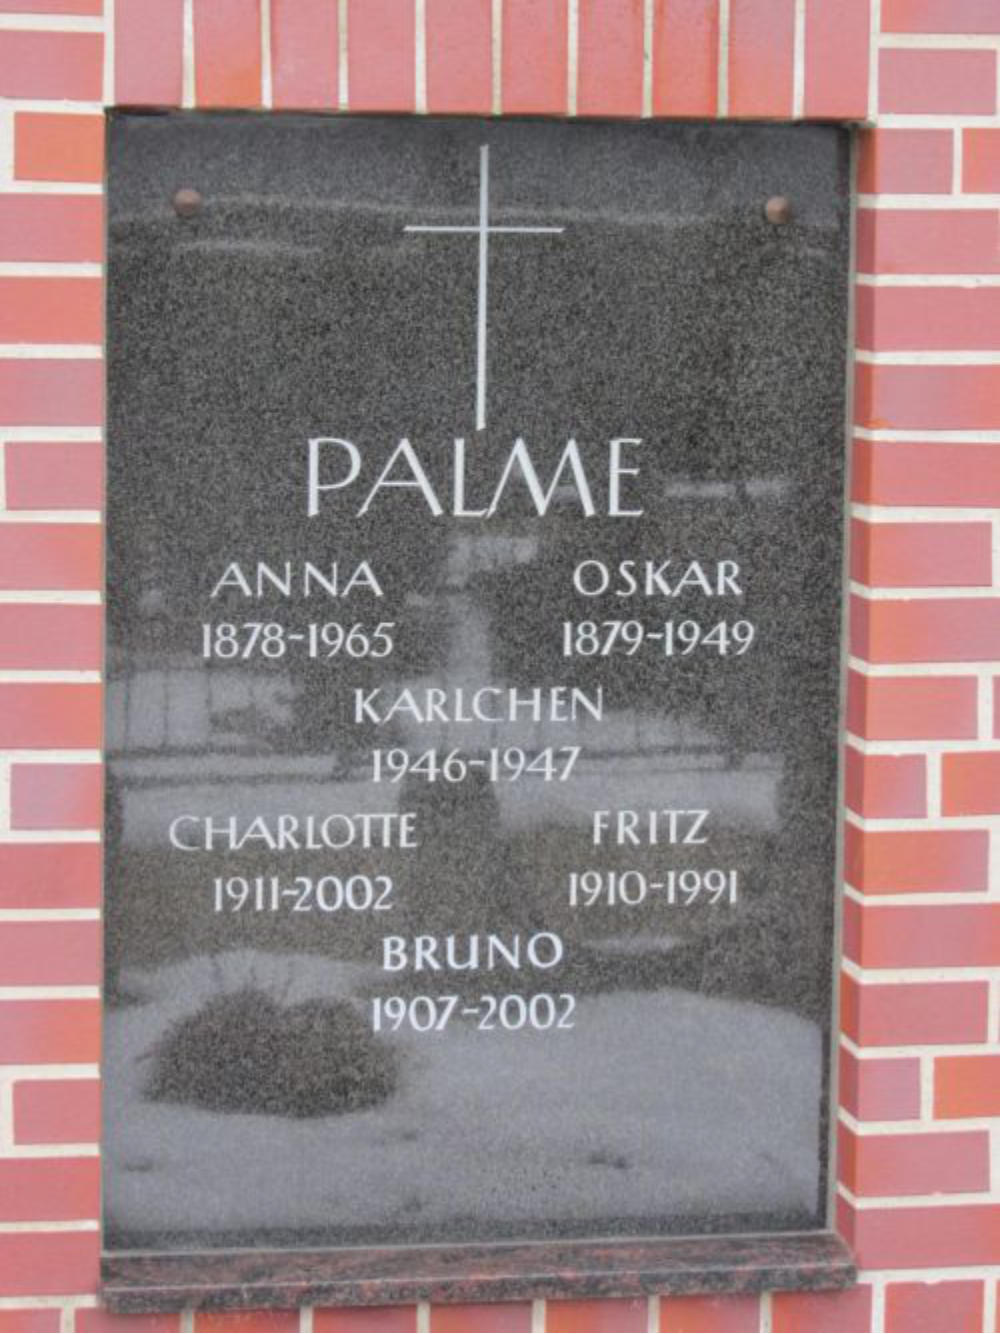 PALME
ANNA OSKAR
1878-1965 1879-1949
KARLCHEN
1946-1947
CHARLOTTE FRITZ
1911-2002 1910-1991
BRUNO
1907-2002